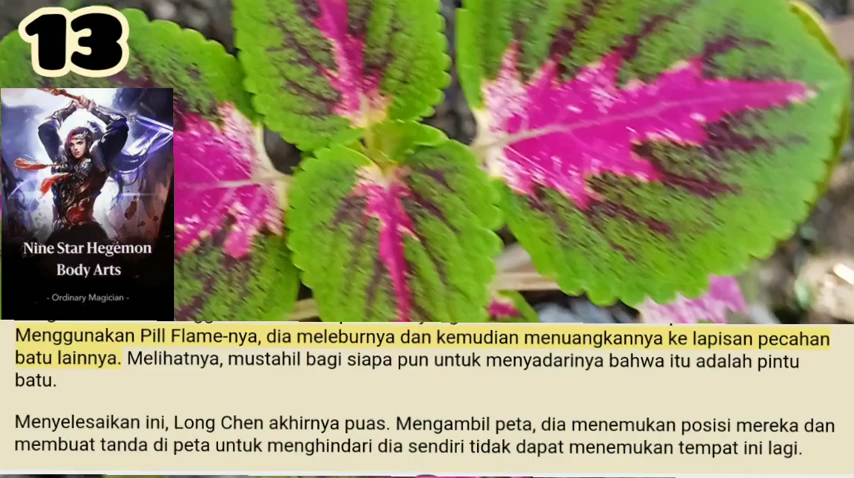 13
Nine Star Hegemon
Body Arts
- Ordinary Magician -
Menggunakan Pill Flame-nya, dia meleburnya dan kemudian menuangkannya ke lapisan pecahan
batu lainnya. Melihatnya, mustahil bagi siapa pun untuk menyadarinya bahwa itu adalah pintu
batu.
Menyelesaikan ini, Long Chen akhirnya puas. Mengambil peta, dia menemukan posisi mereka dan
membuat tanda di peta untuk menghindari dia sendiri tidak dapat menemukan tempat ini lagi.